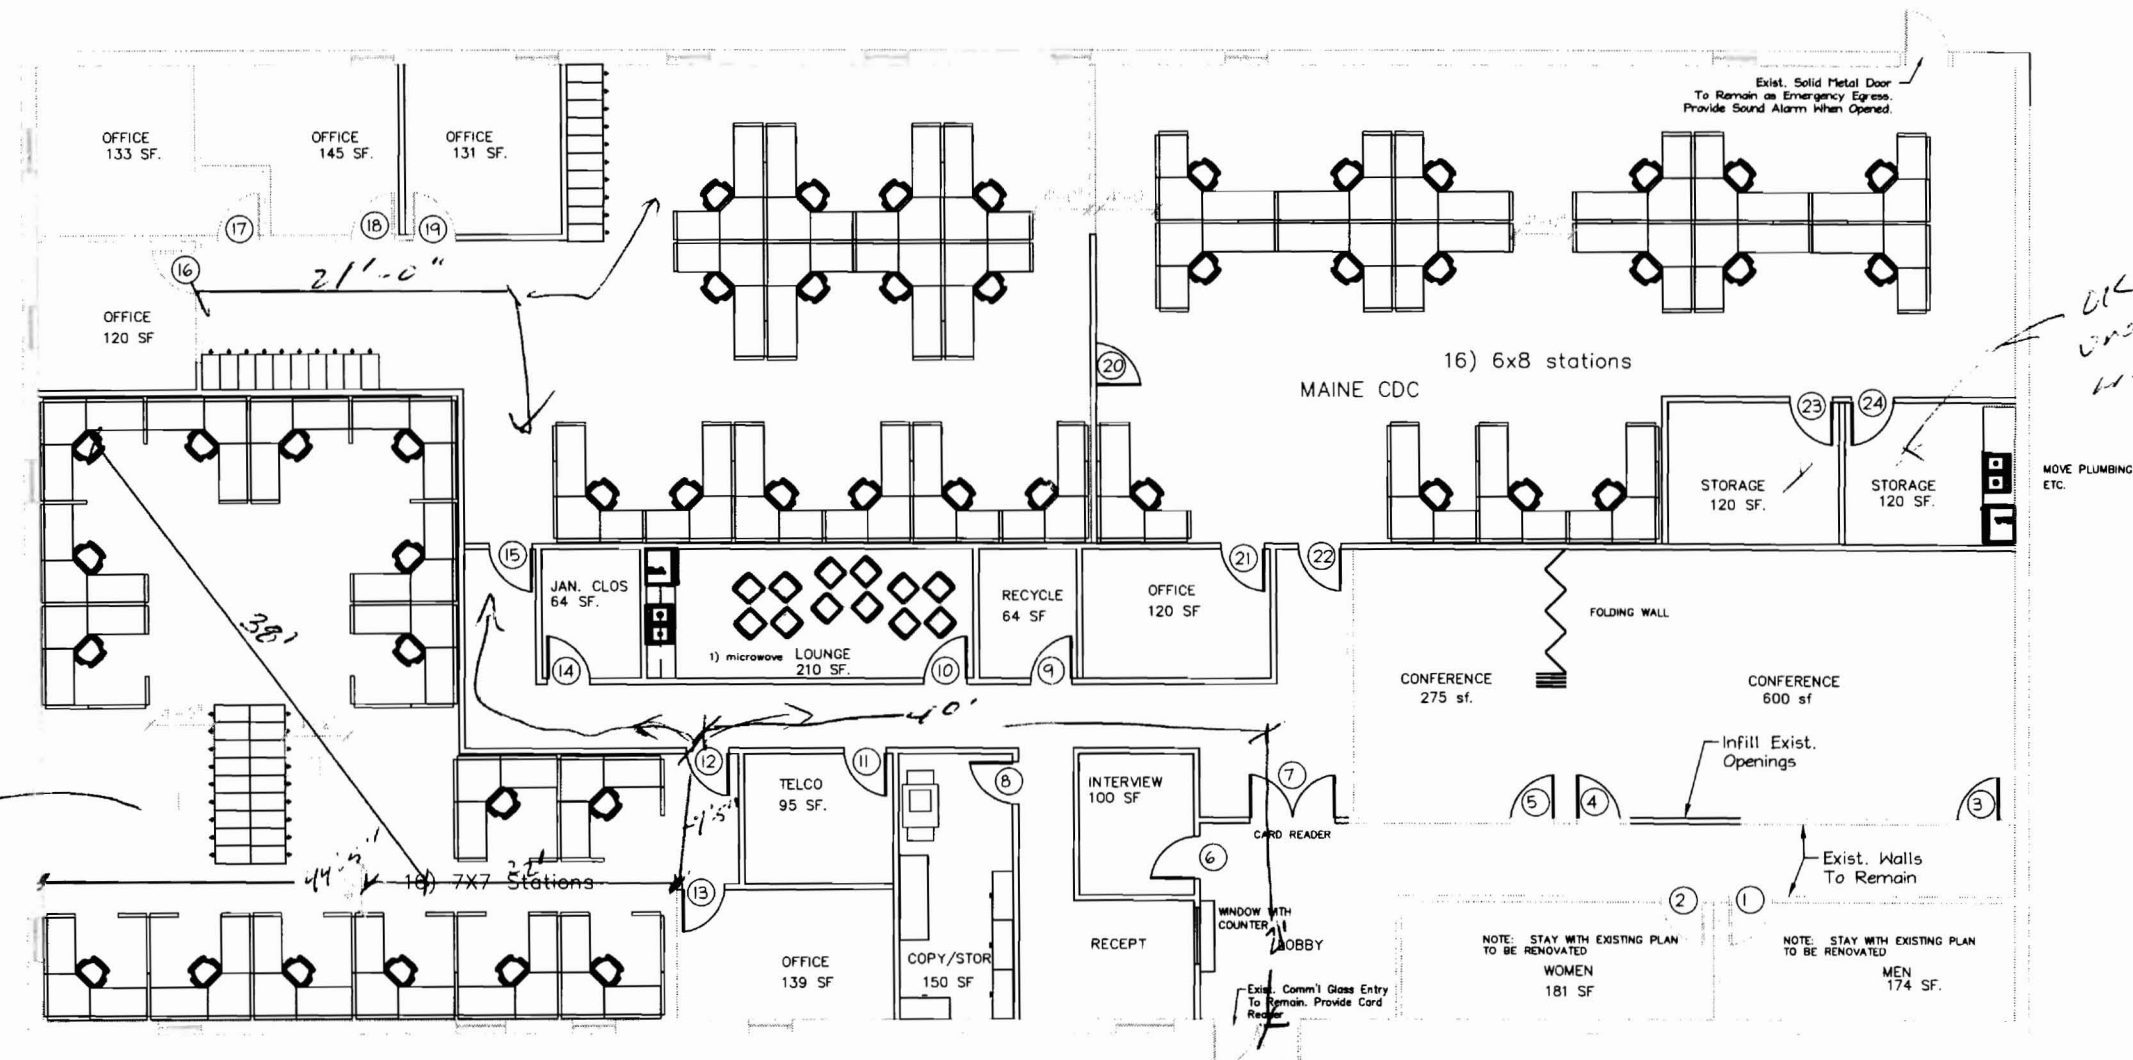 Exist. Solid Metal Door
To Remain as Emergency Egress.
Provide Sound Alarm When Opened.
OFFICE
133 SF.
OFFICE
145 SF.
OFFICE
131 SF.
17
18
19
16
21'-0"
OFFICE
120 SF
20
16) 6x8 stations
MAINE CDC
OK
23
24
STORAGE
120 SF.
STORAGE
120 SF.
MOVE PLUMBING
ETC.
15
JAN. CLOS
64 SF.
14
1) microwave
LOUNGE
210 SF.
10
RECYCLE
64 SF
9
OFFICE
120 SF
21
22
FOLDING WALL
CONFERENCE
275 sf.
CONFERENCE
600 sf
38'
40'
12
11
TELCO
95 SF.
8
INTERVIEW
100 SF
7
CARD READER
5
4
Infill Exist.
Openings
3
6
Exist. Walls
To Remain
44'
22'
16) 7X7 Stations
13
OFFICE
139 SF
COPY/STOR
150 SF
RECEPT
WINDOW WITH
COUNTER
LOBBY
Exist. Comm'l Glass Entry
To Remain. Provide Card
Reader
2
1
NOTE: STAY WITH EXISTING PLAN
TO BE RENOVATED
WOMEN
181 SF
NOTE: STAY WITH EXISTING PLAN
TO BE RENOVATED
MEN
174 SF.